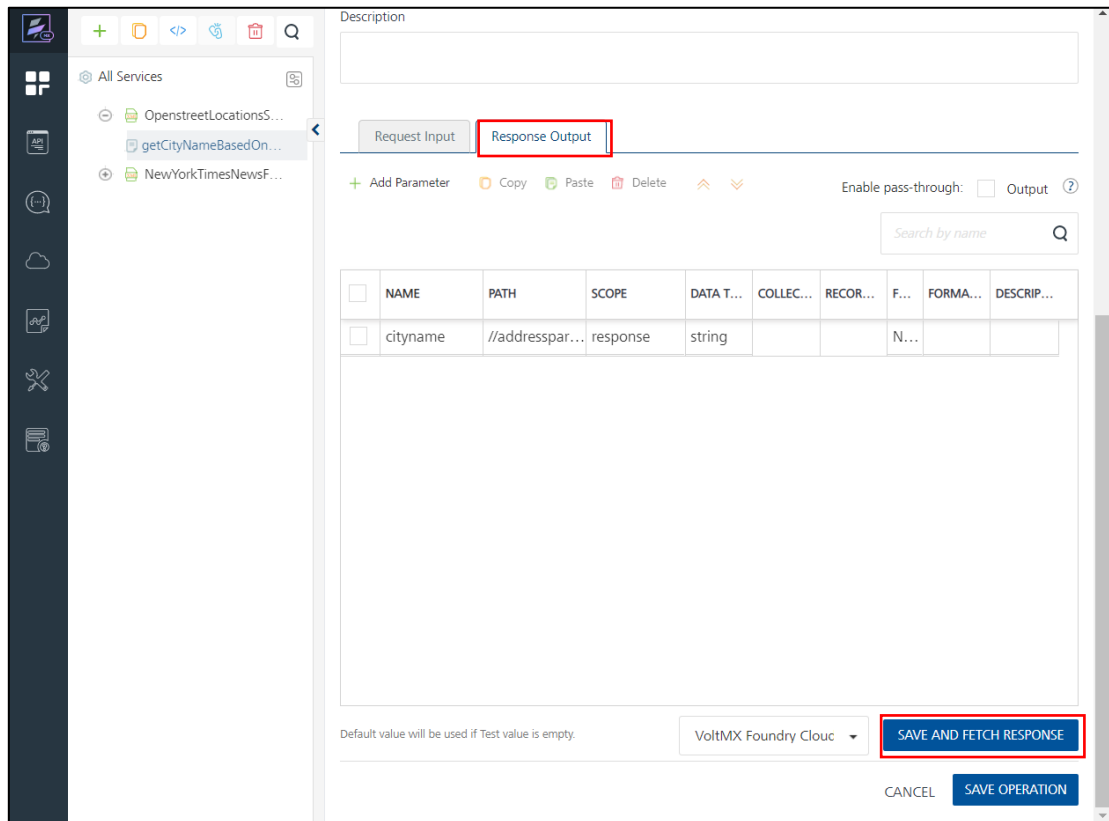 Description
All Services
OpenstreetLocationsS...
getCityNameBasedOn...
NewYorkTimesNewsF...
API
Request Input
Response Output
+ Add Parameter Copy Paste Delete Enable pass-through: Output ?
Search by name
NAME PATH SCOPE DATA T... COLLEC... RECOR... F... FORMA... DESCRIP...
cityname //addresspar... response string N...
Default value will be used if Test value is empty.
VoltMX Foundry Clouc
SAVE AND FETCH RESPONSE
CANCEL SAVE OPERATION